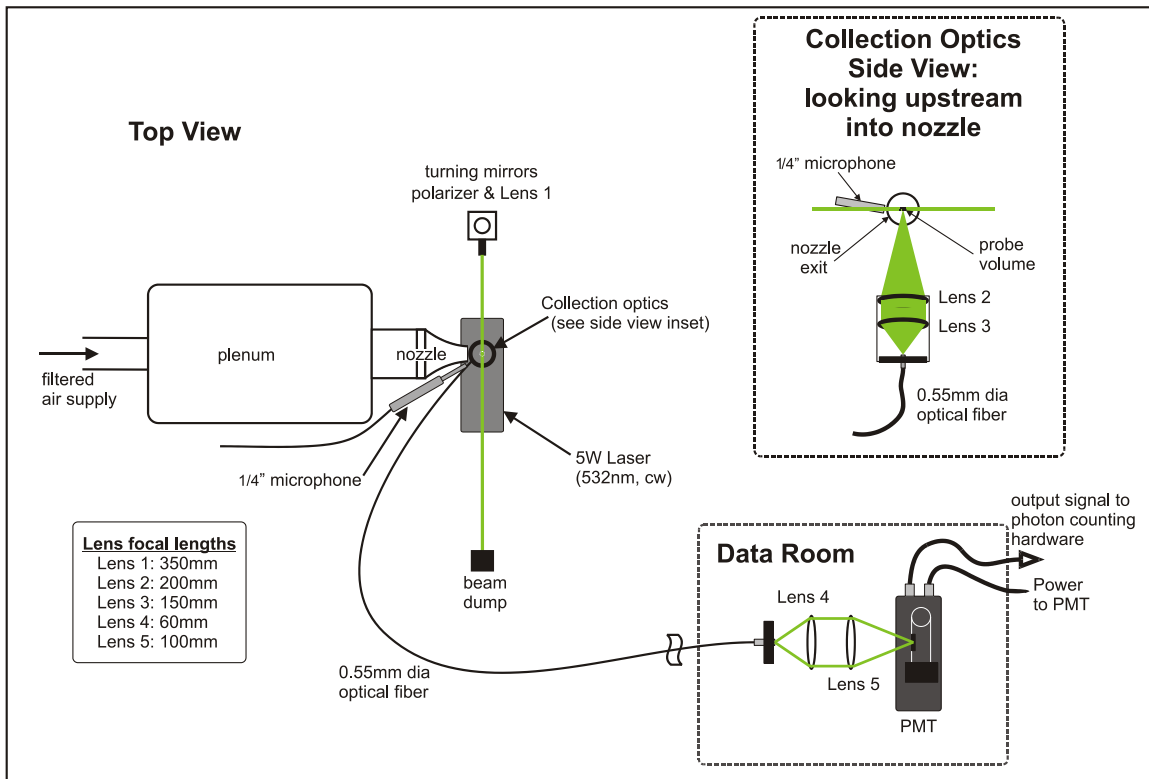 Top View
turning mirrors
polarizer & Lens 1
Collection optics
(see side view inset)
plenum
nozzle
filtered
air supply
1/4” microphone
5W Laser
(532nm, cw)
beam
dump
0.55mm dia
optical fiber
Lens focal lengths
Lens 1: 350mm
Lens 2: 200mm
Lens 3: 150mm
Lens 4: 60mm
Lens 5: 100mm
Collection Optics
Side View:
looking upstream
into nozzle
1/4” microphone
nozzle
exit
probe
volume
Lens 2
Lens 3
0.55mm dia
optical fiber
Data Room
Lens 4
Lens 5
PMT
output signal to
photon counting
hardware
Power
to PMT